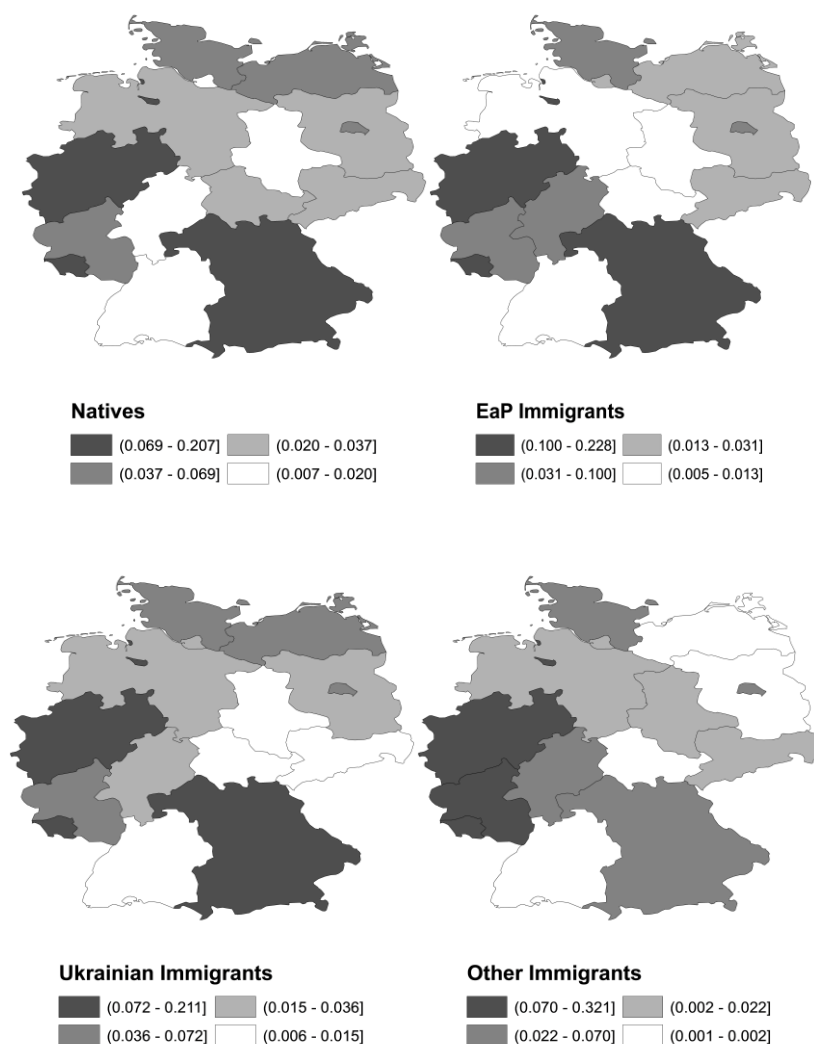 Natives
(0.069 - 0.207] (0.020 - 0.037]
(0.037 - 0.069] (0.007 - 0.020]
EaP Immigrants
(0.100 - 0.228] (0.013 - 0.031]
(0.031 - 0.100] (0.005 - 0.013]
Ukrainian Immigrants
(0.072 - 0.211] (0.015 - 0.036]
(0.036 - 0.072] (0.006 - 0.015]
Other Immigrants
(0.070 - 0.321] (0.002 - 0.022]
(0.022 - 0.070] (0.001 - 0.002]